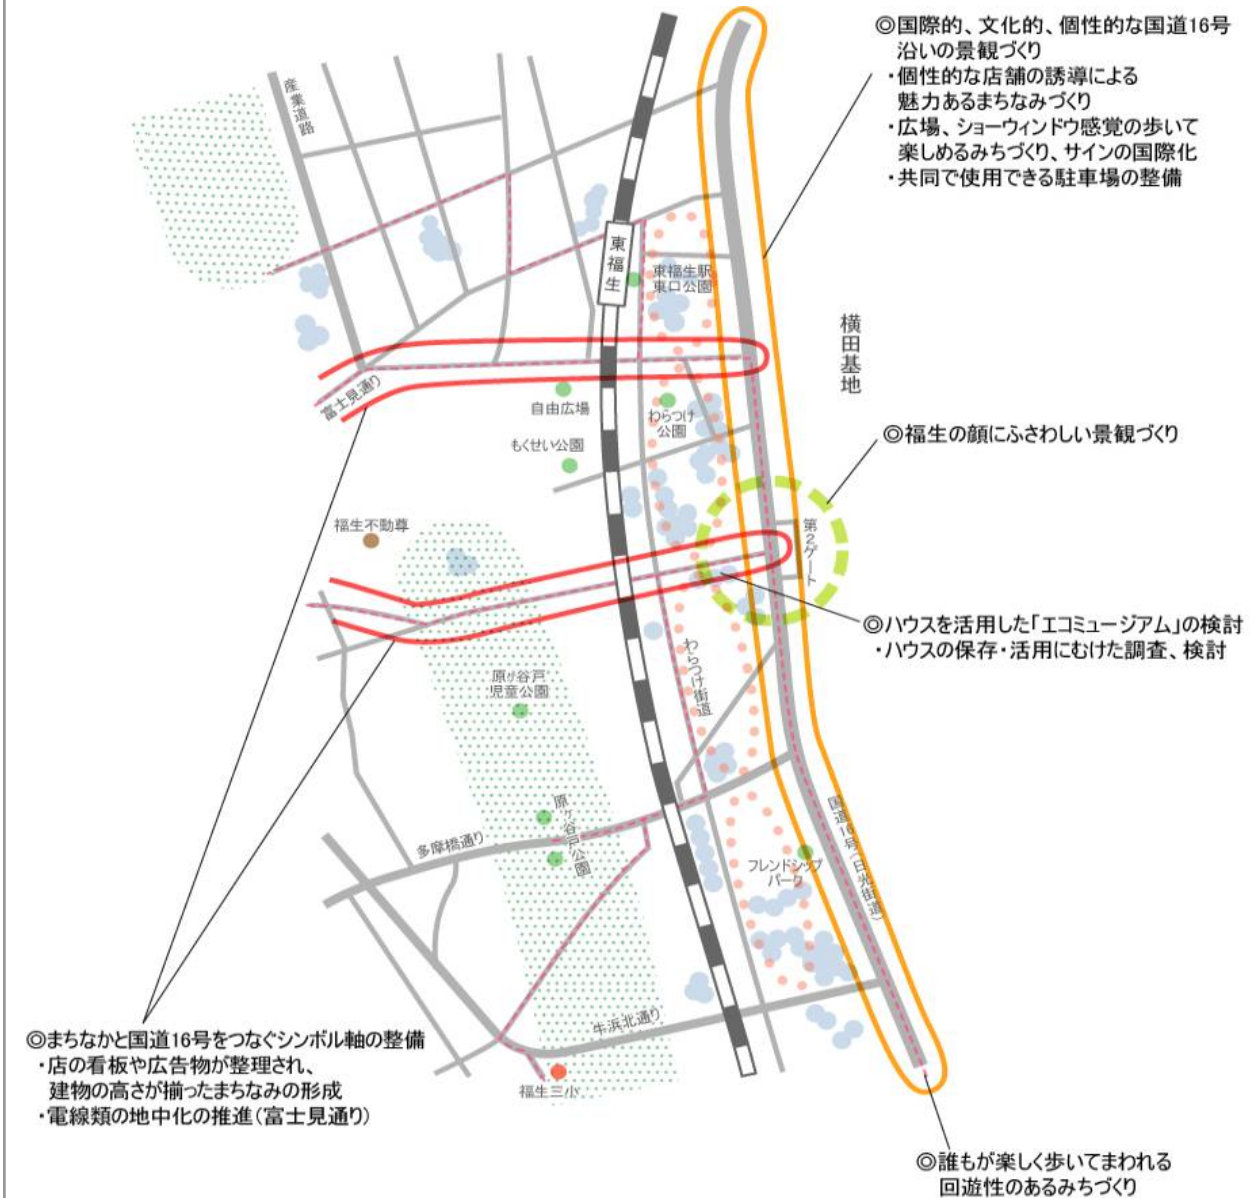 ◎国際的、文化的、個性的な国道16号
沿いの景観づくり
・個性的な店舗の誘導による
魅力あるまちなみづくり
・広場、ショーウィンドウ感覚の歩いて
楽しめるみちづくり、サインの国際化
・共同で使用できる駐車場の整備
産業道路
東福生
東福生駅
東口公園
横田基地
富士見通り
自由広場
わらつけ
公園
もくせい公園
◎福生の顔にふさわしい景観づくり
福生不動尊
第2ゲート
◎ハウスを活用した「エコミュージアム」の検討
・ハウスの保存・活用にむけた調査、検討
わらつけ街道
原ヶ谷戸
児童公園
原ヶ谷戸公園
多摩橋通り
フレンドシップ
パーク
国道16号(日光街道)
牛浜北通り
福生三小
◎まちなかと国道16号をつなぐシンボル軸の整備
・店の看板や広告物が整理され、
建物の高さが揃ったまちなみの形成
・電線類の地中化の推進(富士見通り)
◎誰もが楽しく歩いてまわれる
回遊性のあるみちづくり